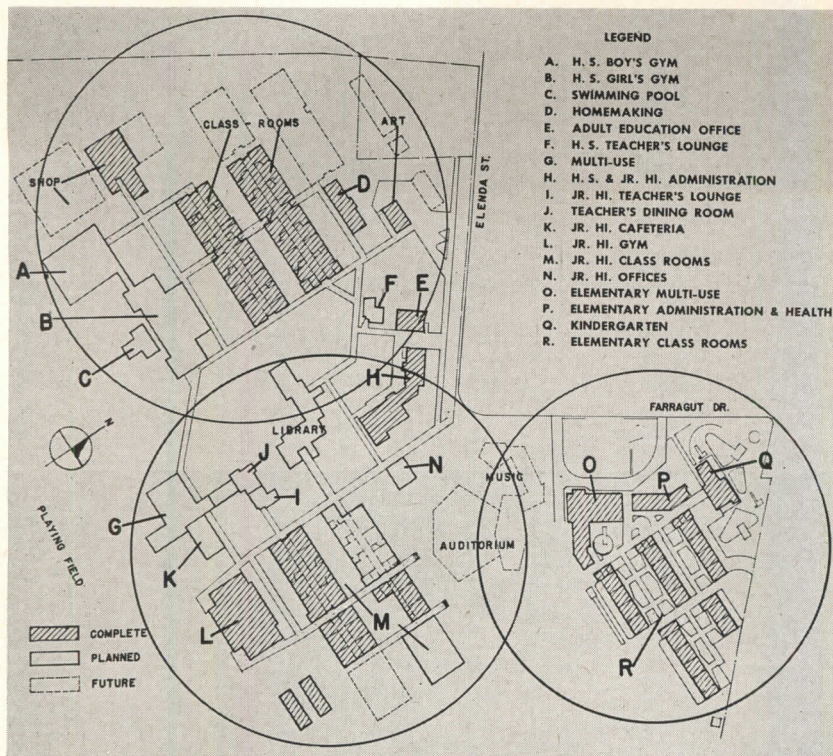 LEGEND
A. H. S. BOY'S GYM
B. H. S. GIRL'S GYM
C. SWIMMING POOL
D. HOMEMAKING
E. ADULT EDUCATION OFFICE
F. H. S. TEACHER'S LOUNGE
G. MULTI-USE
H. H. S. & JR. HI. ADMINISTRATION
I. JR. HI. TEACHER'S LOUNGE
J. TEACHER'S DINING ROOM
K. JR. HI. CAFETERIA
L. JR. HI. GYM
M. JR. HI. CLASS ROOMS
N. JR. HI. OFFICES
O. ELEMENTARY MULTI-USE
P. ELEMENTARY ADMINISTRATION & HEALTH
Q. KINDERGARTEN
R. ELEMENTARY CLASS ROOMS
CLASS - ROOMS
ART
SHOP
D
ELENDA ST.
A
B
C
F
E
H
LIBRARY
FARRAGUT DR.
N
J
I
N
G
K
MUSIC
AUDITORIUM
O
P
Q
PLAYING FIELD
L
M
R
COMPLETE
PLANNED
FUTURE